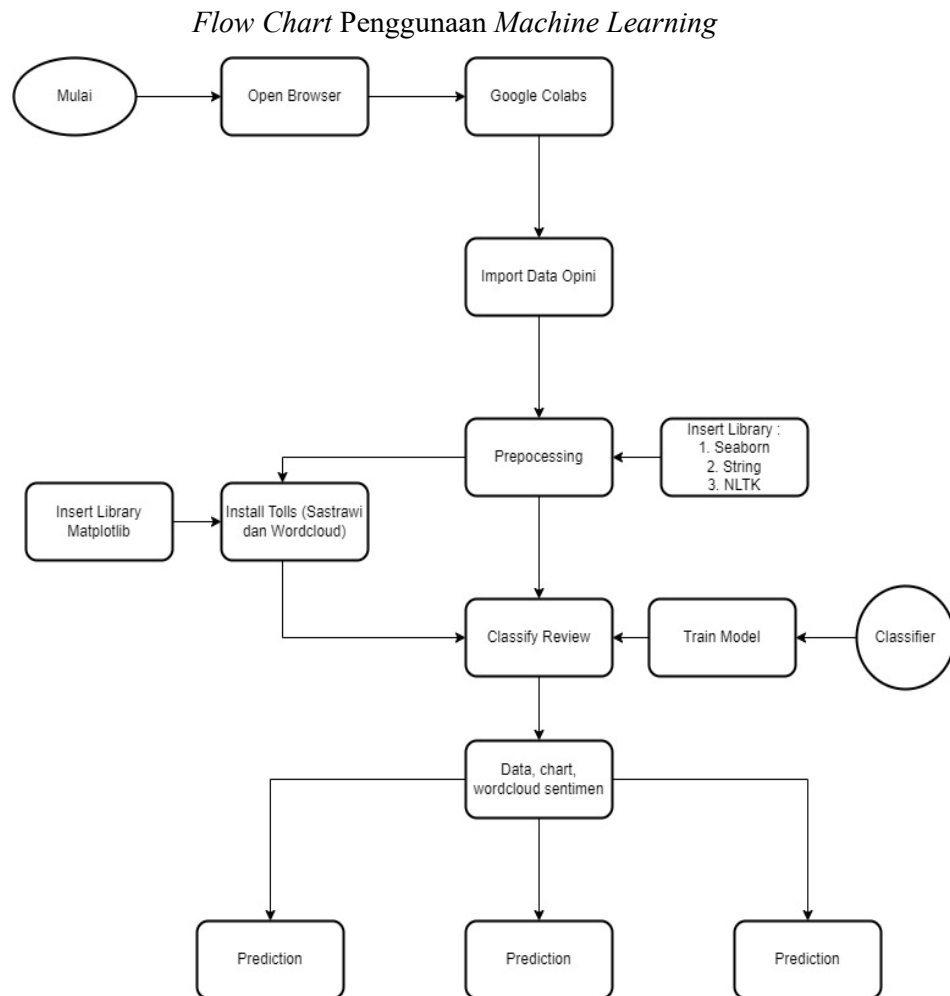 Flow Chart Penggunaan Machine Learning
Mulai
Open Browser
Google Colabs
Import Data Opini
Prepocessing
Insert Library :
1. Seaborn
2. String
3. NLTK
Insert Library
Matplotlib
Install Tolls (Sastrawi
dan Wordcloud)
Classify Review
Train Model
Classifier
Data, chart,
wordcloud sentimen
Prediction
Prediction
Prediction